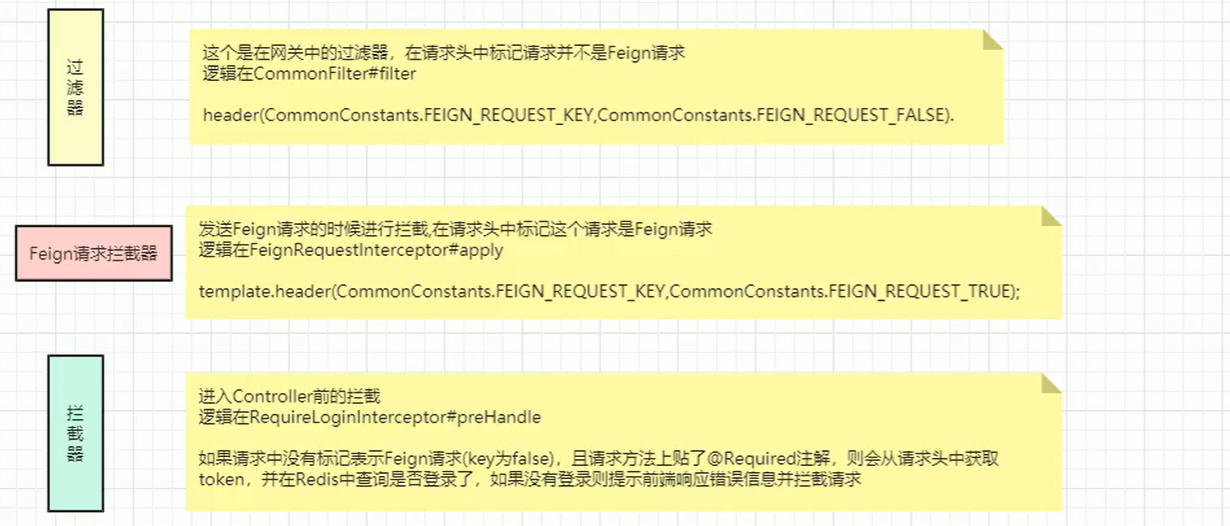 过滤器
这个是在网关中的过滤器，在请求头中标记请求并不是Feign请求
逻辑在CommonFilter#filter
header(CommonConstants.FEIGN_REQUEST_KEY,CommonConstants.FEIGN_REQUEST_FALSE).
Feign请求拦截器
发送Feign请求的时候进行拦截,在请求头中标记这个请求是Feign请求
逻辑在FeignRequestInterceptor#apply
template.header(CommonConstants.FEIGN_REQUEST_KEY,CommonConstants.FEIGN_REQUEST_TRUE);
拦截器
进入Controller前的拦截
逻辑在RequireLoginInterceptor#preHandle
如果请求中没有标记表示Feign请求(key为false)，且请求方法上贴了@Required注解，则会从请求头中获取
token，并在Redis中查询是否登录了，如果没有登录则提示前端响应错误信息并拦截请求